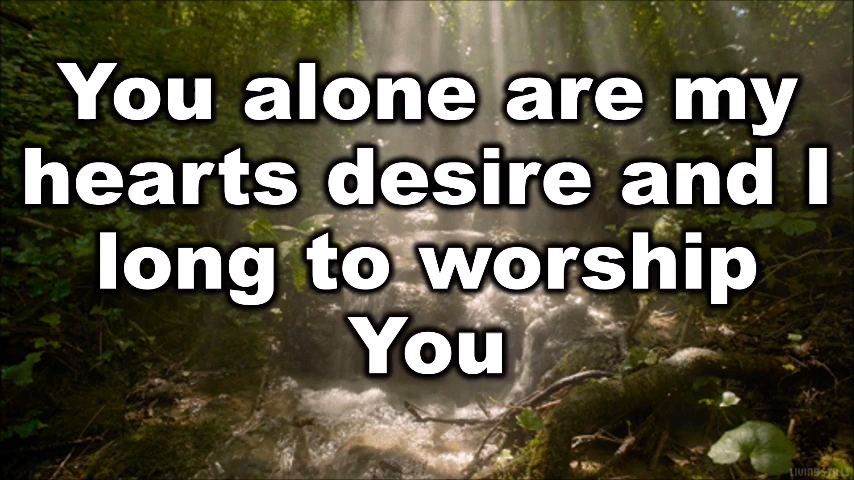 You alone are my
hearts desire and I
long to worship
You